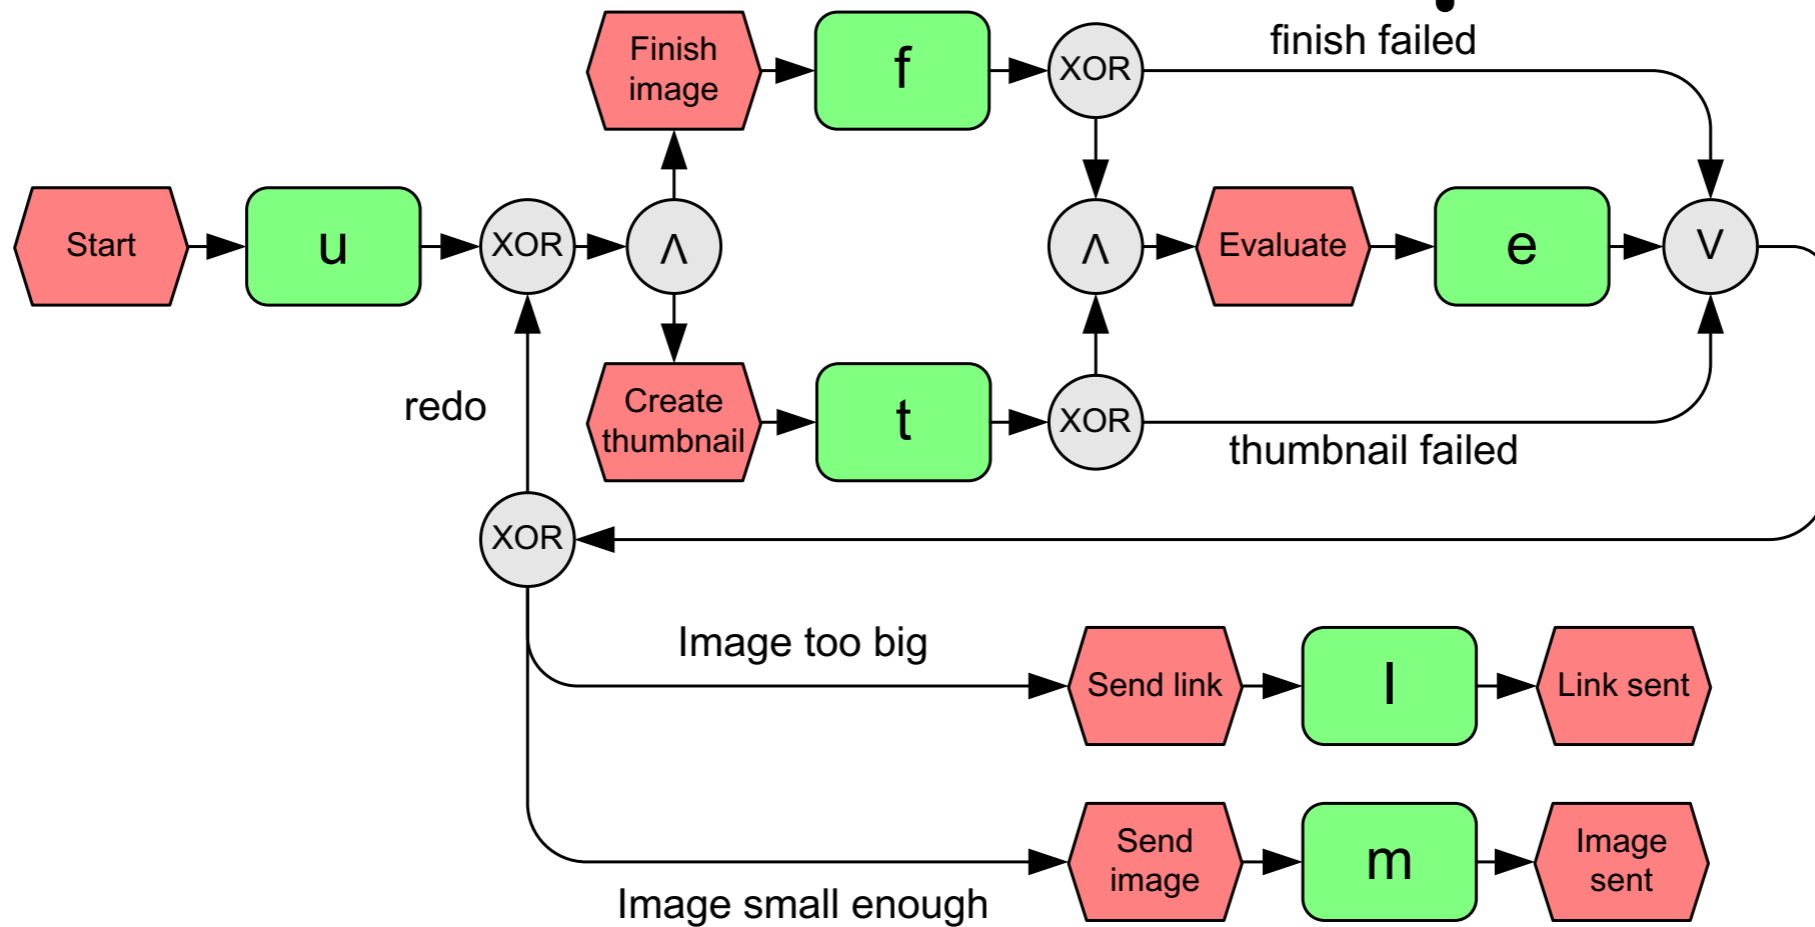 finish failed
Finish
image
f
XOR
Start
u
XOR
Λ
Λ
Evaluate
e
V
redo
Create
thumbnail
t
XOR
thumbnail failed
XOR
Image too big
Send link
l
Link sent
Send
image
m
Image
sent
Image small enough